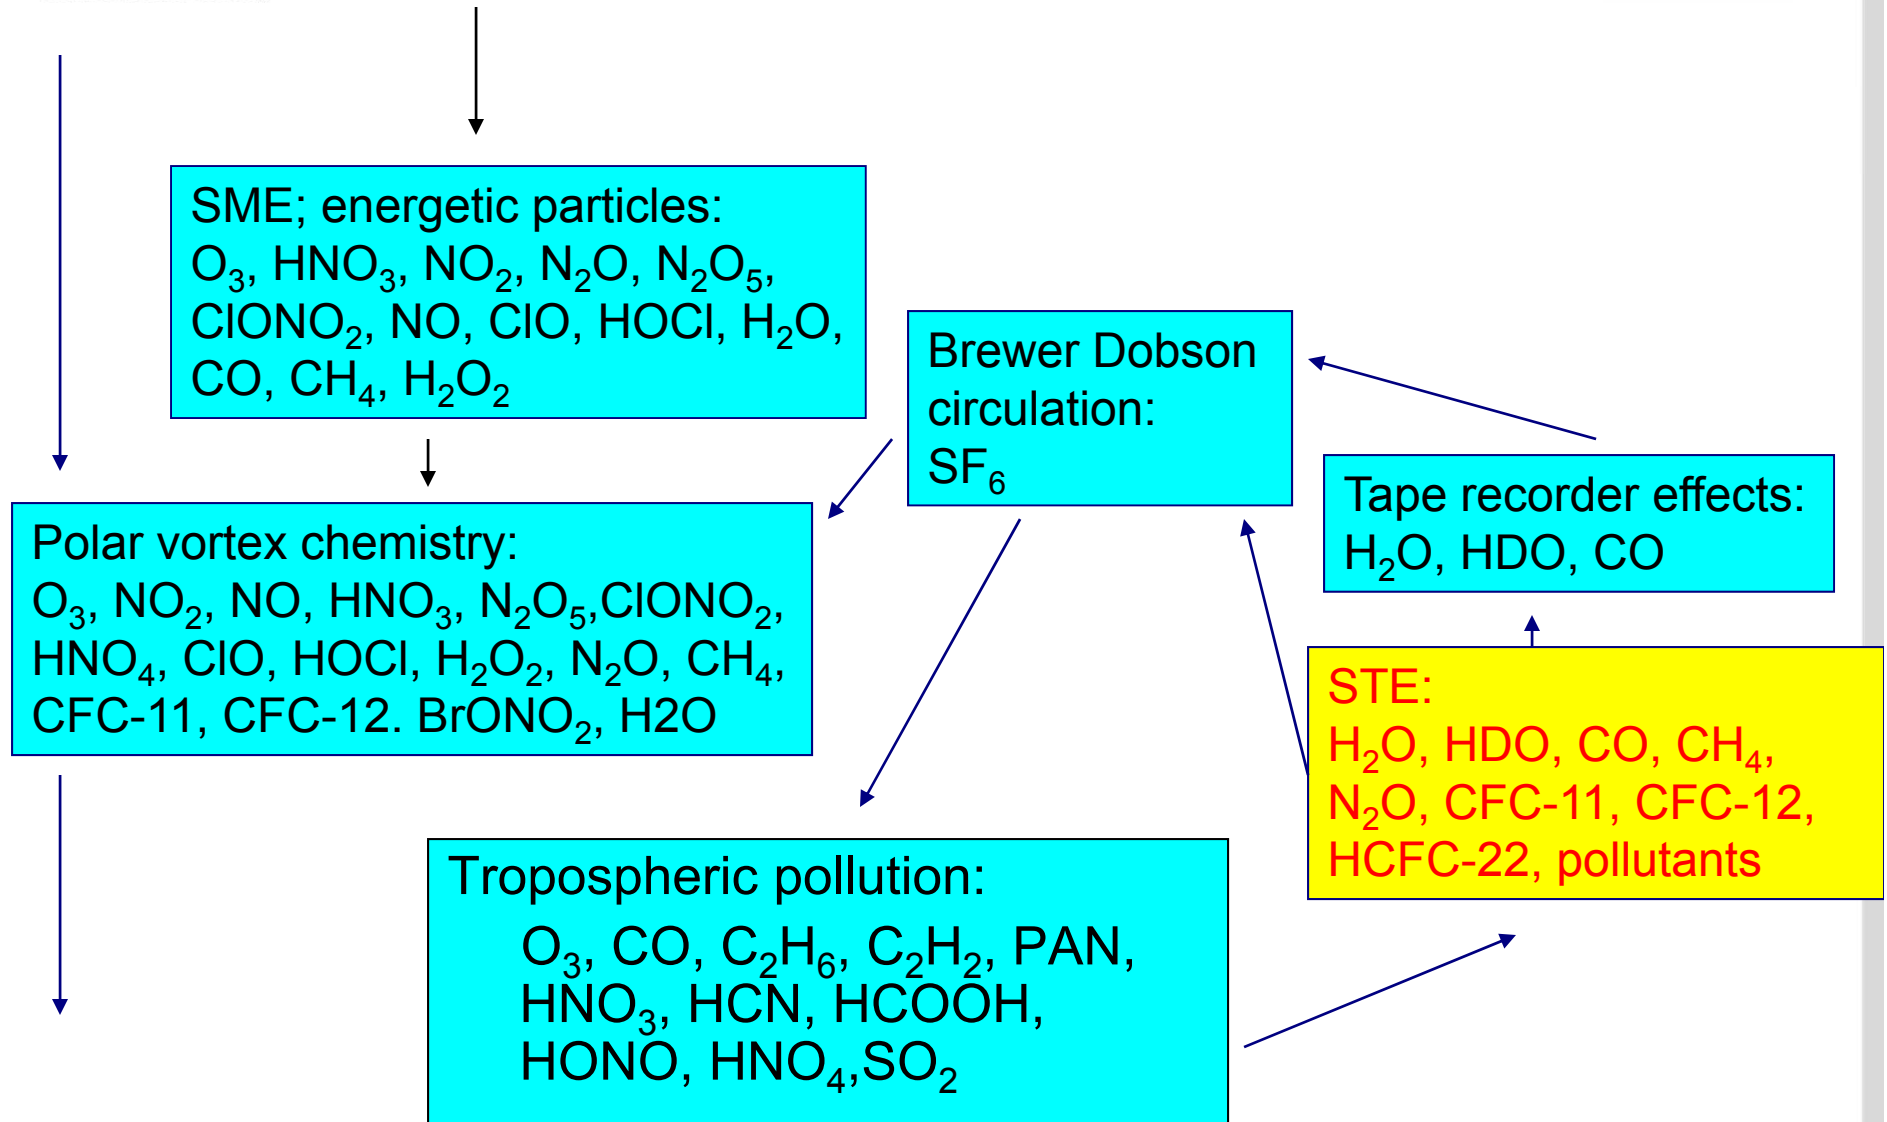 SME; energetic particles:
O₃, HNO₃, NO₂, N₂O, N₂O₅,
ClONO₂, NO, ClO, HOCl, H₂O,
CO, CH₄, H₂O₂
Brewer Dobson
circulation:
SF₆
Tape recorder effects:
H₂O, HDO, CO
Polar vortex chemistry:
O₃, NO₂, NO, HNO₃, N₂O₅,ClONO₂,
HNO₄, ClO, HOCl, H₂O₂, N₂O, CH₄,
CFC-11, CFC-12. BrONO₂, H2O
STE:
H₂O, HDO, CO, CH₄,
N₂O, CFC-11, CFC-12,
HCFC-22, pollutants
Tropospheric pollution:
O₃, CO, C₂H₆, C₂H₂, PAN,
HNO₃, HCN, HCOOH,
HONO, HNO₄,SO₂